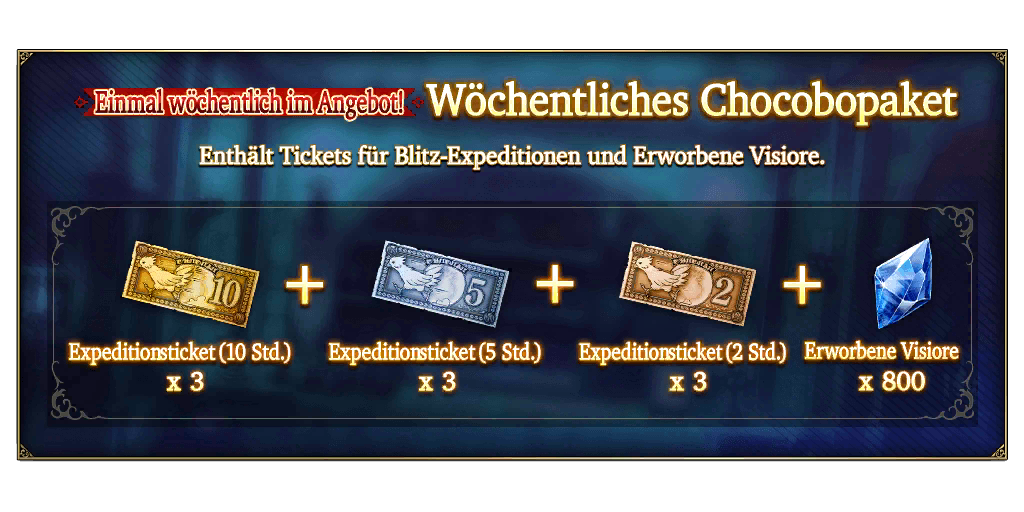 Einmal wöchentlich im Angebot! Wöchentliches Chocobopaket
Enthält Tickets für Blitz-Expeditionen und Erworbene Visiore.
10 + 5 + 2 +
Expeditionsticket (10 Std.) Expeditionsticket (5 Std.) Expeditionsticket (2 Std.) Erworbene Visiore
x 3 x 3 x 3 x 800